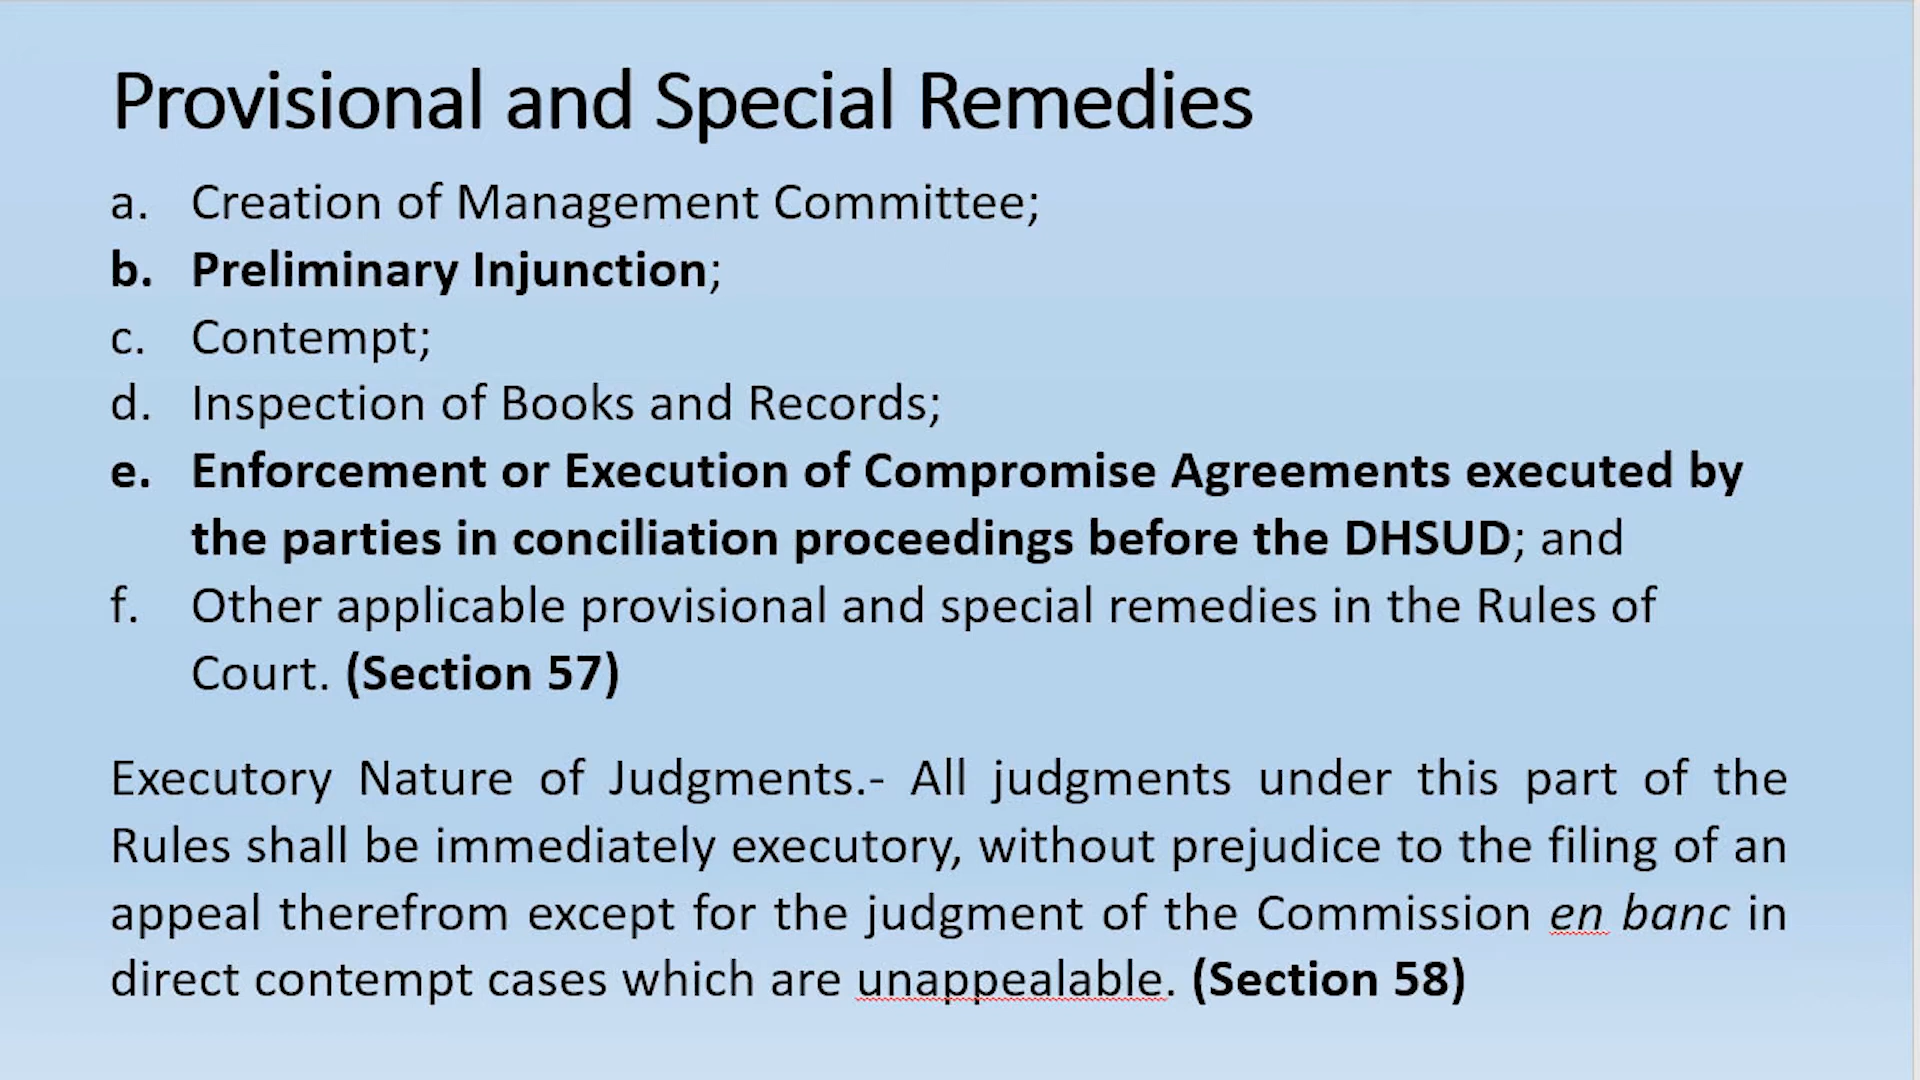 Provisional and Special Remedies
a. Creation of Management Committee;
b. Preliminary Injunction;
c. Contempt;
d. Inspection of Books and Records;
e. Enforcement or Execution of Compromise Agreements executed by
the parties in conciliation proceedings before the DHSUD; and
f. Other applicable provisional and special remedies in the Rules of
Court. (Section 57)
Executory Nature of Judgments.- All judgments under this part of the
Rules shall be immediately executory, without prejudice to the filing of an
appeal therefrom except for the judgment of the Commission en banc in
direct contempt cases which are unappealable. (Section 58)